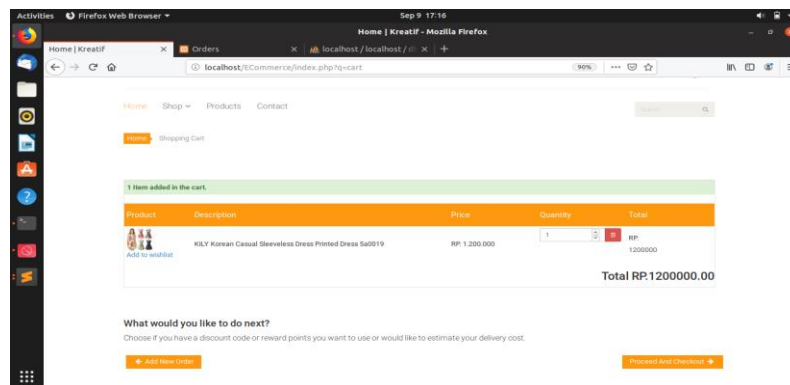 Activities Firefox Web Browser Sep 9 17:16
Home | Kreatif - Mozilla Firefox
Home | Kreatif Orders localhost / localhost /
localhost/ECommerce/index.php?q=cart 90%
Home Shop Products Contact Search
Home Shopping Cart
1 Item added in the cart.
Product Description Price Quantity Total
KILY Korean Casual Sleeveless Dress Printed Dress Sa0019 RP. 1.200.000 1 RP.
1200000
Add to wishlist
Total RP.1200000.00
What would you like to do next?
Choose if you have a discount code or reward points you want to use or would like to estimate your delivery cost.
Add New Order Proceed And Checkout